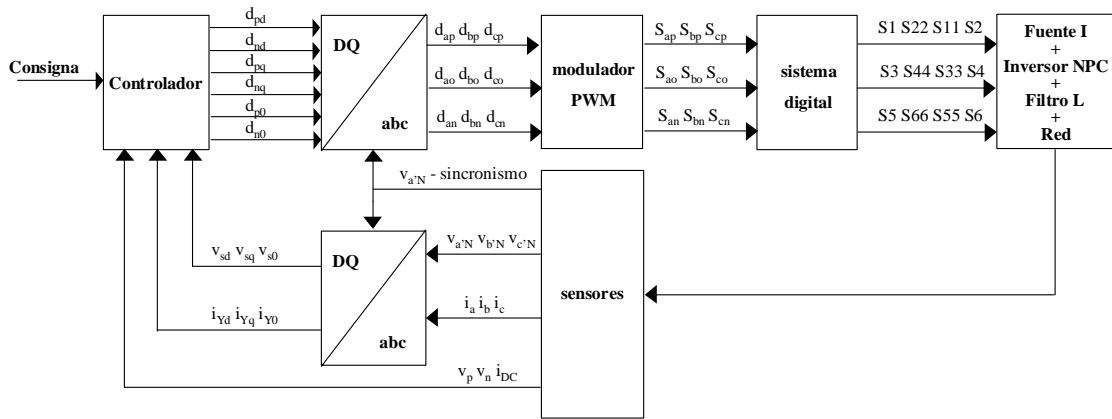 Consigna
Controlador
d_pd
d_nd
d_pq
d_nq
d_p0
d_n0
DQ
abc
d_ap d_bp d_cp
d_ao d_bo d_co
d_an d_bn d_cn
modulador
PWM
S_ap S_bp S_cp
S_ao S_bo S_co
S_an S_bn S_cn
sistema
digital
S1 S22 S11 S2
S3 S44 S33 S4
S5 S66 S55 S6
Fuente I
+
Inversor NPC
+
Filtro L
+
Red
v_a'N - sincronismo
v_sd v_sq v_s0
i_Yd i_Yq i_Y0
DQ
abc
v_a'N v_b'N v_c'N
i_a i_b i_c
v_p v_n i_DC
sensores